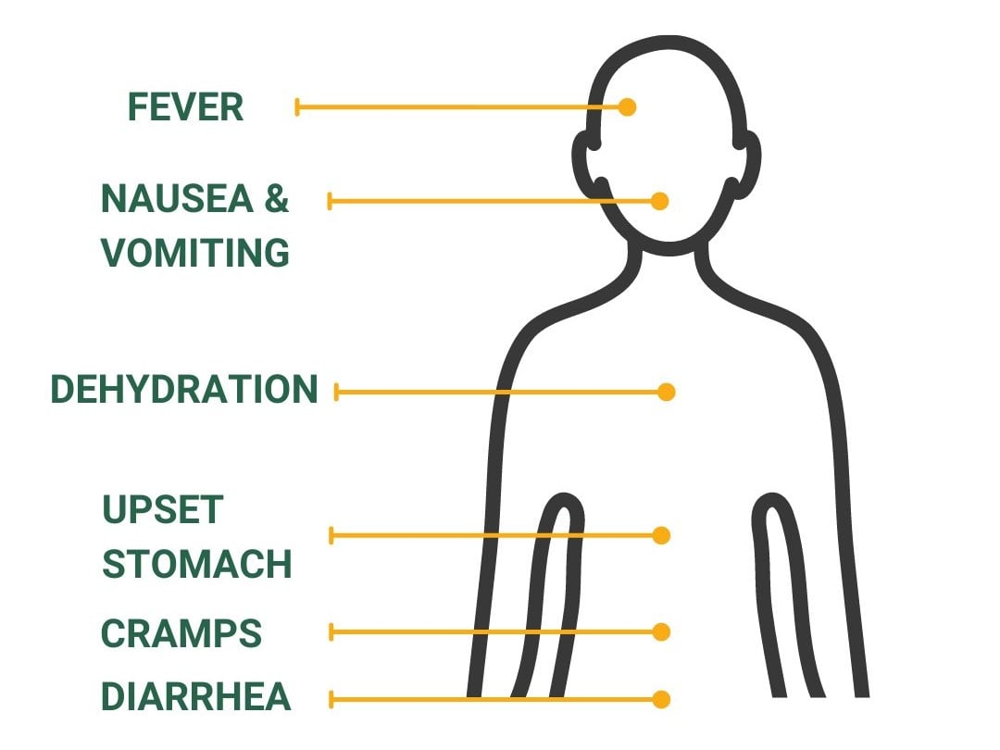 FEVER
NAUSEA &
VOMITING
DEHYDRATION
UPSET
STOMACH
CRAMPS
DIARRHEA